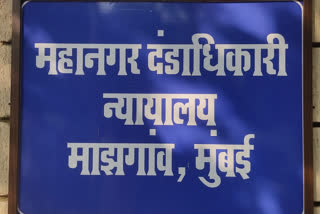 महानगर दंडाधिकारी
न्यायालय
माझगाव, मुंबई